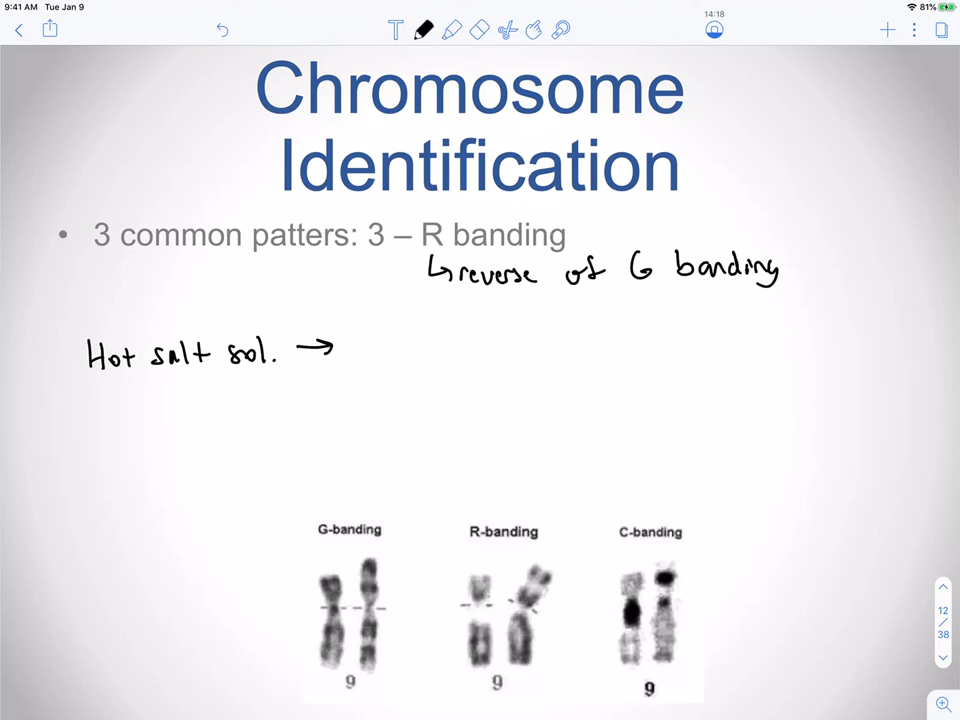 9:41 AM Tue Jan 9
81%
14:18
T
Chromosome
Identification
• 3 common patters: 3 – R banding
↳reverse of G banding
Hot salt sol. →
G-banding R-banding C-banding
9 9 9
12
/
38